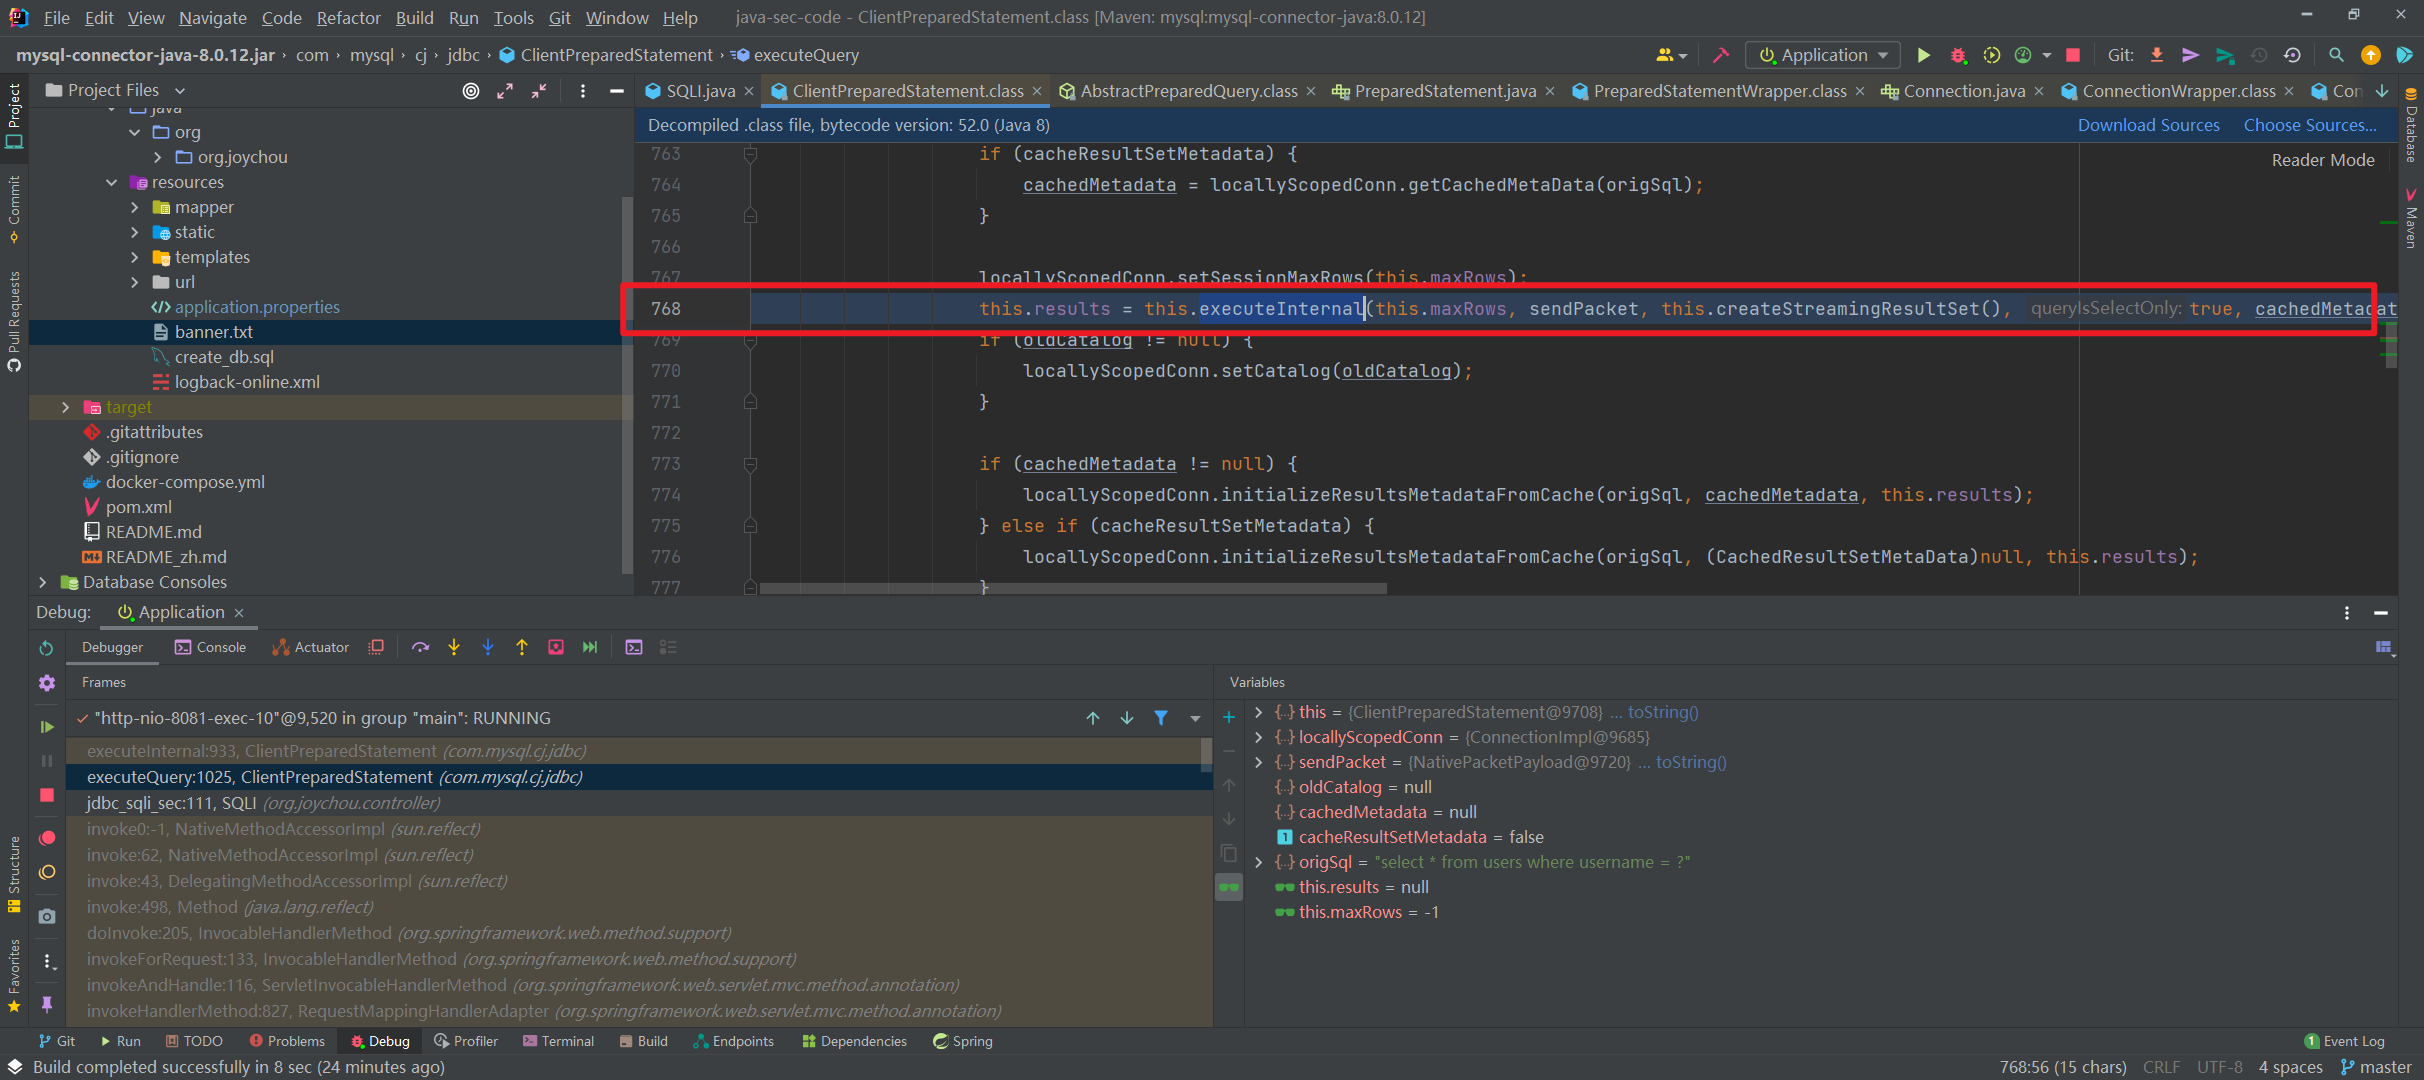 File Edit View Navigate Code Refactor Build Run Tools Git Window Help java-sec-code - ClientPreparedStatement.class [Maven: mysql:mysql-connector-java:8.0.12]
mysql-connector-java-8.0.12.jar › com › mysql › cj › jdbc › ClientPreparedStatement › executeQuery Application Git:
Project Files
SQLI.java ClientPreparedStatement.class AbstractPreparedQuery.class PreparedStatement.java PreparedStatementWrapper.class Connection.java ConnectionWrapper.class Con
Decompiled .class file, bytecode version: 52.0 (Java 8) Download Sources Choose Sources...
Reader Mode
Project
Commit
Pull Requests
Structure
Favorites
Database
Maven
java
org
org.joychou
resources
mapper
static
templates
url
application.properties
banner.txt
create_db.sql
logback-online.xml
target
.gitattributes
.gitignore
docker-compose.yml
pom.xml
README.md
README_zh.md
Database Consoles
763 if (cacheResultSetMetadata) {
764 cachedMetadata = locallyScopedConn.getCachedMetaData(origSql);
765 }
766
767 locallyScopedConn.setSessionMaxRows(this.maxRows);
768 this.results = this.executeInternal(this.maxRows, sendPacket, this.createStreamingResultSet(), queryIsSelectOnly: true, cachedMetadat
769 if (oldCatalog != null) {
770 locallyScopedConn.setCatalog(oldCatalog);
771 }
772
773 if (cachedMetadata != null) {
774 locallyScopedConn.initializeResultsMetadataFromCache(origSql, cachedMetadata, this.results);
775 } else if (cacheResultSetMetadata) {
776 locallyScopedConn.initializeResultsMetadataFromCache(origSql, (CachedResultSetMetaData)null, this.results);
777 }
Debug: Application
Debugger Console Actuator
Frames
"http-nio-8081-exec-10"@9,520 in group "main": RUNNING
executeInternal:933, ClientPreparedStatement (com.mysql.cj.jdbc)
executeQuery:1025, ClientPreparedStatement (com.mysql.cj.jdbc)
jdbc_sqli_sec:111, SQLI (org.joychou.controller)
invoke0:-1, NativeMethodAccessorImpl (sun.reflect)
invoke:62, NativeMethodAccessorImpl (sun.reflect)
invoke:43, DelegatingMethodAccessorImpl (sun.reflect)
invoke:498, Method (java.lang.reflect)
doInvoke:205, InvocableHandlerMethod (org.springframework.web.method.support)
invokeForRequest:133, InvocableHandlerMethod (org.springframework.web.method.support)
invokeAndHandle:116, ServletInvocableHandlerMethod (org.springframework.web.servlet.mvc.method.annotation)
invokeHandlerMethod:827, RequestMappingHandlerAdapter (org.springframework.web.servlet.mvc.method.annotation)
Variables
this = {ClientPreparedStatement@9708} ... toString()
locallyScopedConn = {ConnectionImpl@9685}
sendPacket = {NativePacketPayload@9720} ... toString()
oldCatalog = null
cachedMetadata = null
cacheResultSetMetadata = false
origSql = "select * from users where username = ?"
this.results = null
this.maxRows = -1
Git Run TODO Problems Debug Profiler Terminal Build Endpoints Dependencies Spring 1 Event Log
Build completed successfully in 8 sec (24 minutes ago) 768:56 (15 chars) CRLF UTF-8 4 spaces master